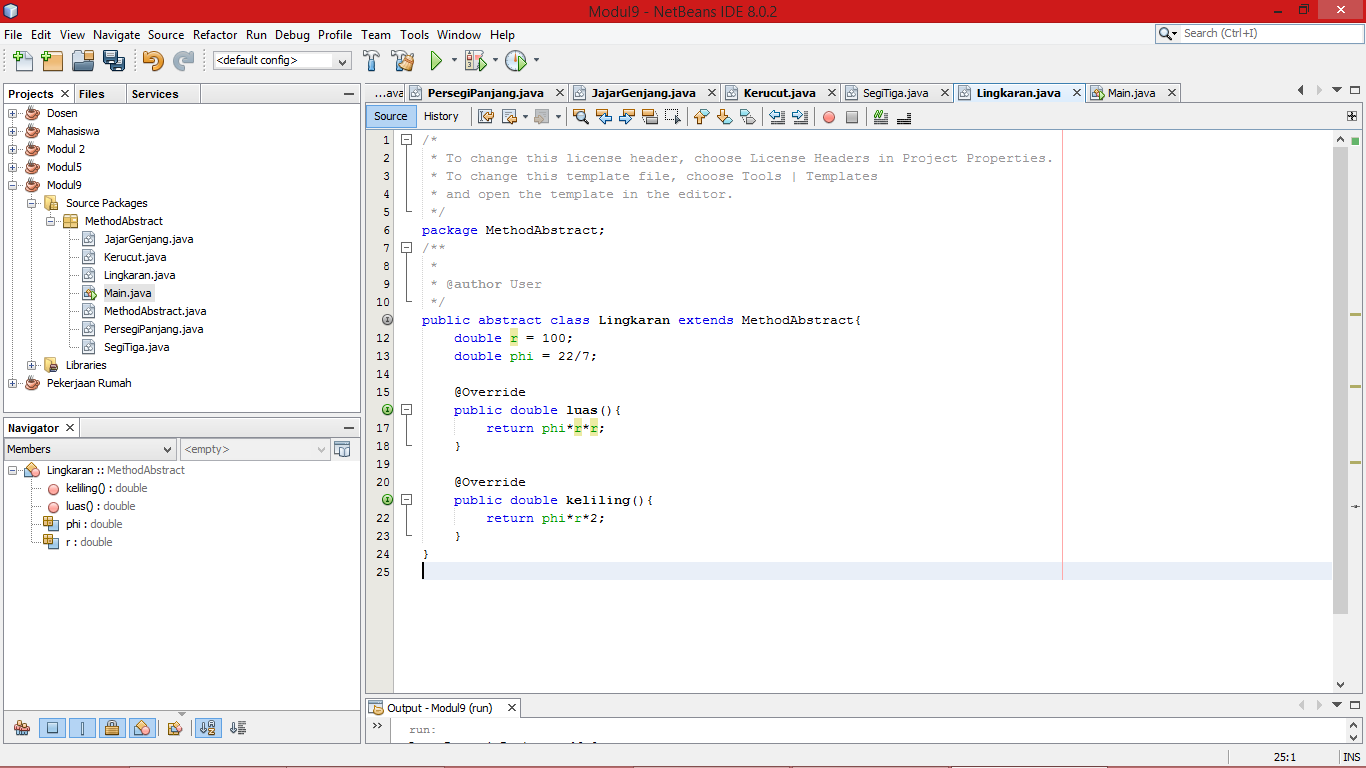 Modul9 - NetBeans IDE 8.0.2
File Edit View Navigate Source Refactor Run Debug Profile Team Tools Window Help
Search (Ctrl+I)
<default config>
Projects Files Services
Dosen
Mahasiswa
Modul 2
Modul5
Modul9
Source Packages
MethodAbstract
JajarGenjang.java
Kerucut.java
Lingkaran.java
Main.java
MethodAbstract.java
PersegiPanjang.java
SegiTiga.java
Libraries
Pekerjaan Rumah
Navigator
Members <empty>
Lingkaran :: MethodAbstract
keliling() : double
luas() : double
phi : double
r : double
...ava PersegiPanjang.java JajarGenjang.java Kerucut.java SegiTiga.java Lingkaran.java Main.java
Source History
1 /*
2 * To change this license header, choose License Headers in Project Properties.
3 * To change this template file, choose Tools | Templates
4 * and open the template in the editor.
5 */
6 package MethodAbstract;
7 /**
8 *
9 * @author User
10 */
public abstract class Lingkaran extends MethodAbstract{
12 double r = 100;
13 double phi = 22/7;
14
15 @Override
public double luas(){
17 return phi*r*r;
18 }
19
20 @Override
public double keliling(){
22 return phi*r*2;
23 }
24 }
25
Output - Modul9 (run)
run:
25:1 INS